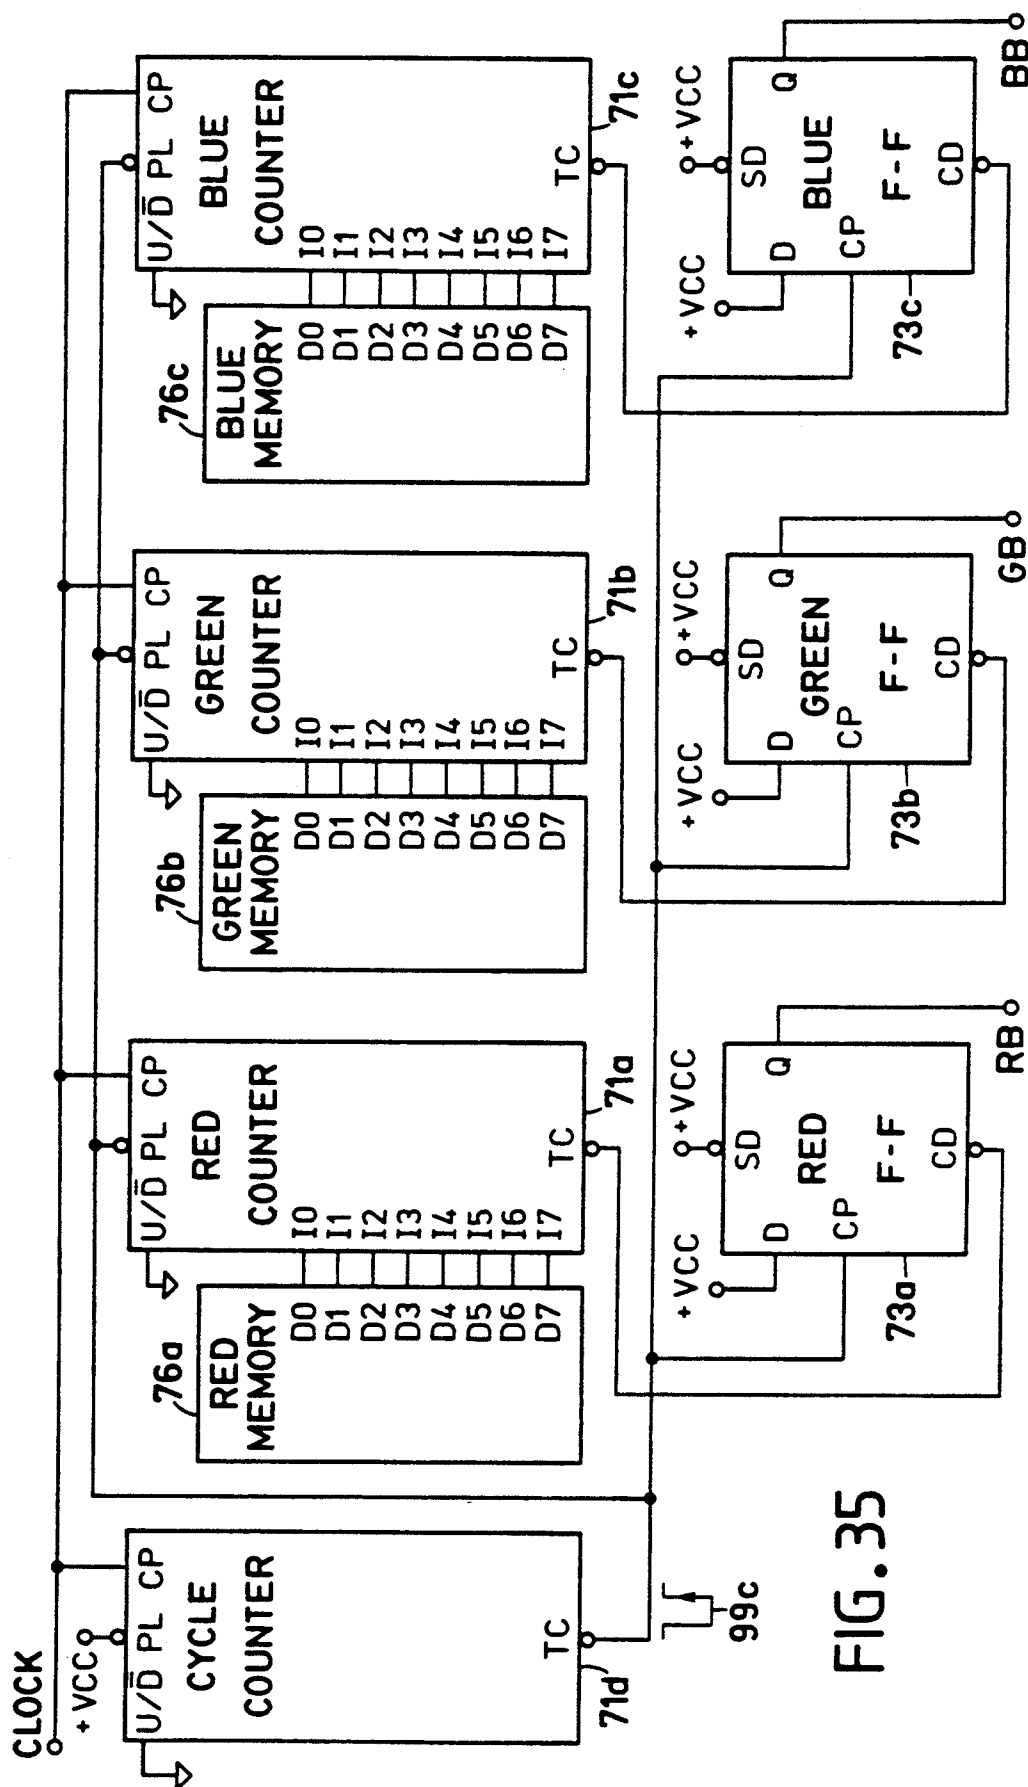 CLOCK
+VCC
U/D̅ PL CP
CYCLE
COUNTER
TC
71d
99c
76a
RED
MEMORY
D0
D1
D2
D3
D4
D5
D6
D7
U/D̅ PL CP
RED
COUNTER
I0
I1
I2
I3
I4
I5
I6
I7
TC
71a
+VCC
+VCC
D
SD
Q
RED
CP
F-F
CD
73a
RB
76b
GREEN
MEMORY
D0
D1
D2
D3
D4
D5
D6
D7
U/D̅ PL CP
GREEN
COUNTER
I0
I1
I2
I3
I4
I5
I6
I7
TC
71b
+VCC
+VCC
D
SD
Q
GREEN
CP
F-F
CD
73b
GB
76c
BLUE
MEMORY
D0
D1
D2
D3
D4
D5
D6
D7
U/D̅ PL CP
BLUE
COUNTER
I0
I1
I2
I3
I4
I5
I6
I7
TC
71c
+VCC
+VCC
D
SD
Q
BLUE
CP
F-F
CD
73c
BB
FIG.35